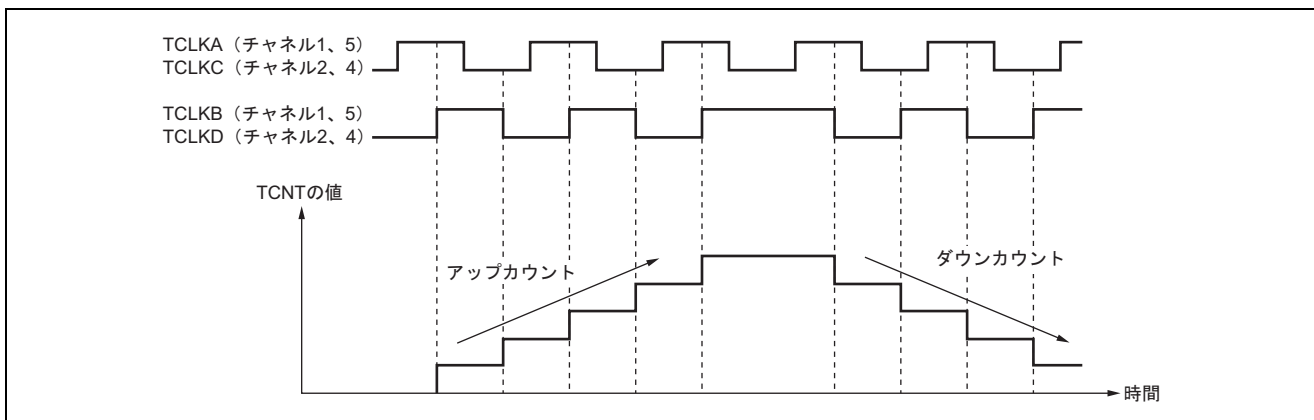 TCLKA（チャネル1、5）
TCLKC（チャネル2、4）
TCLKB（チャネル1、5）
TCLKD（チャネル2、4）
TCNTの値
アップカウント
ダウンカウント
時間